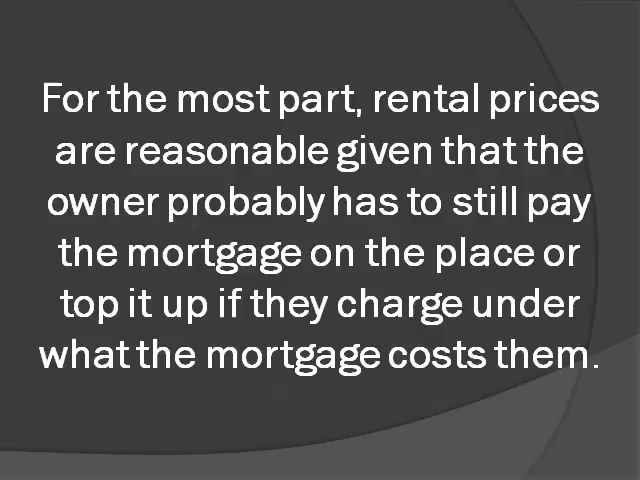 For the most part, rental prices
are reasonable given that the
owner probably has to still pay
the mortgage on the place or
top it up if they charge under
what the mortgage costs them.